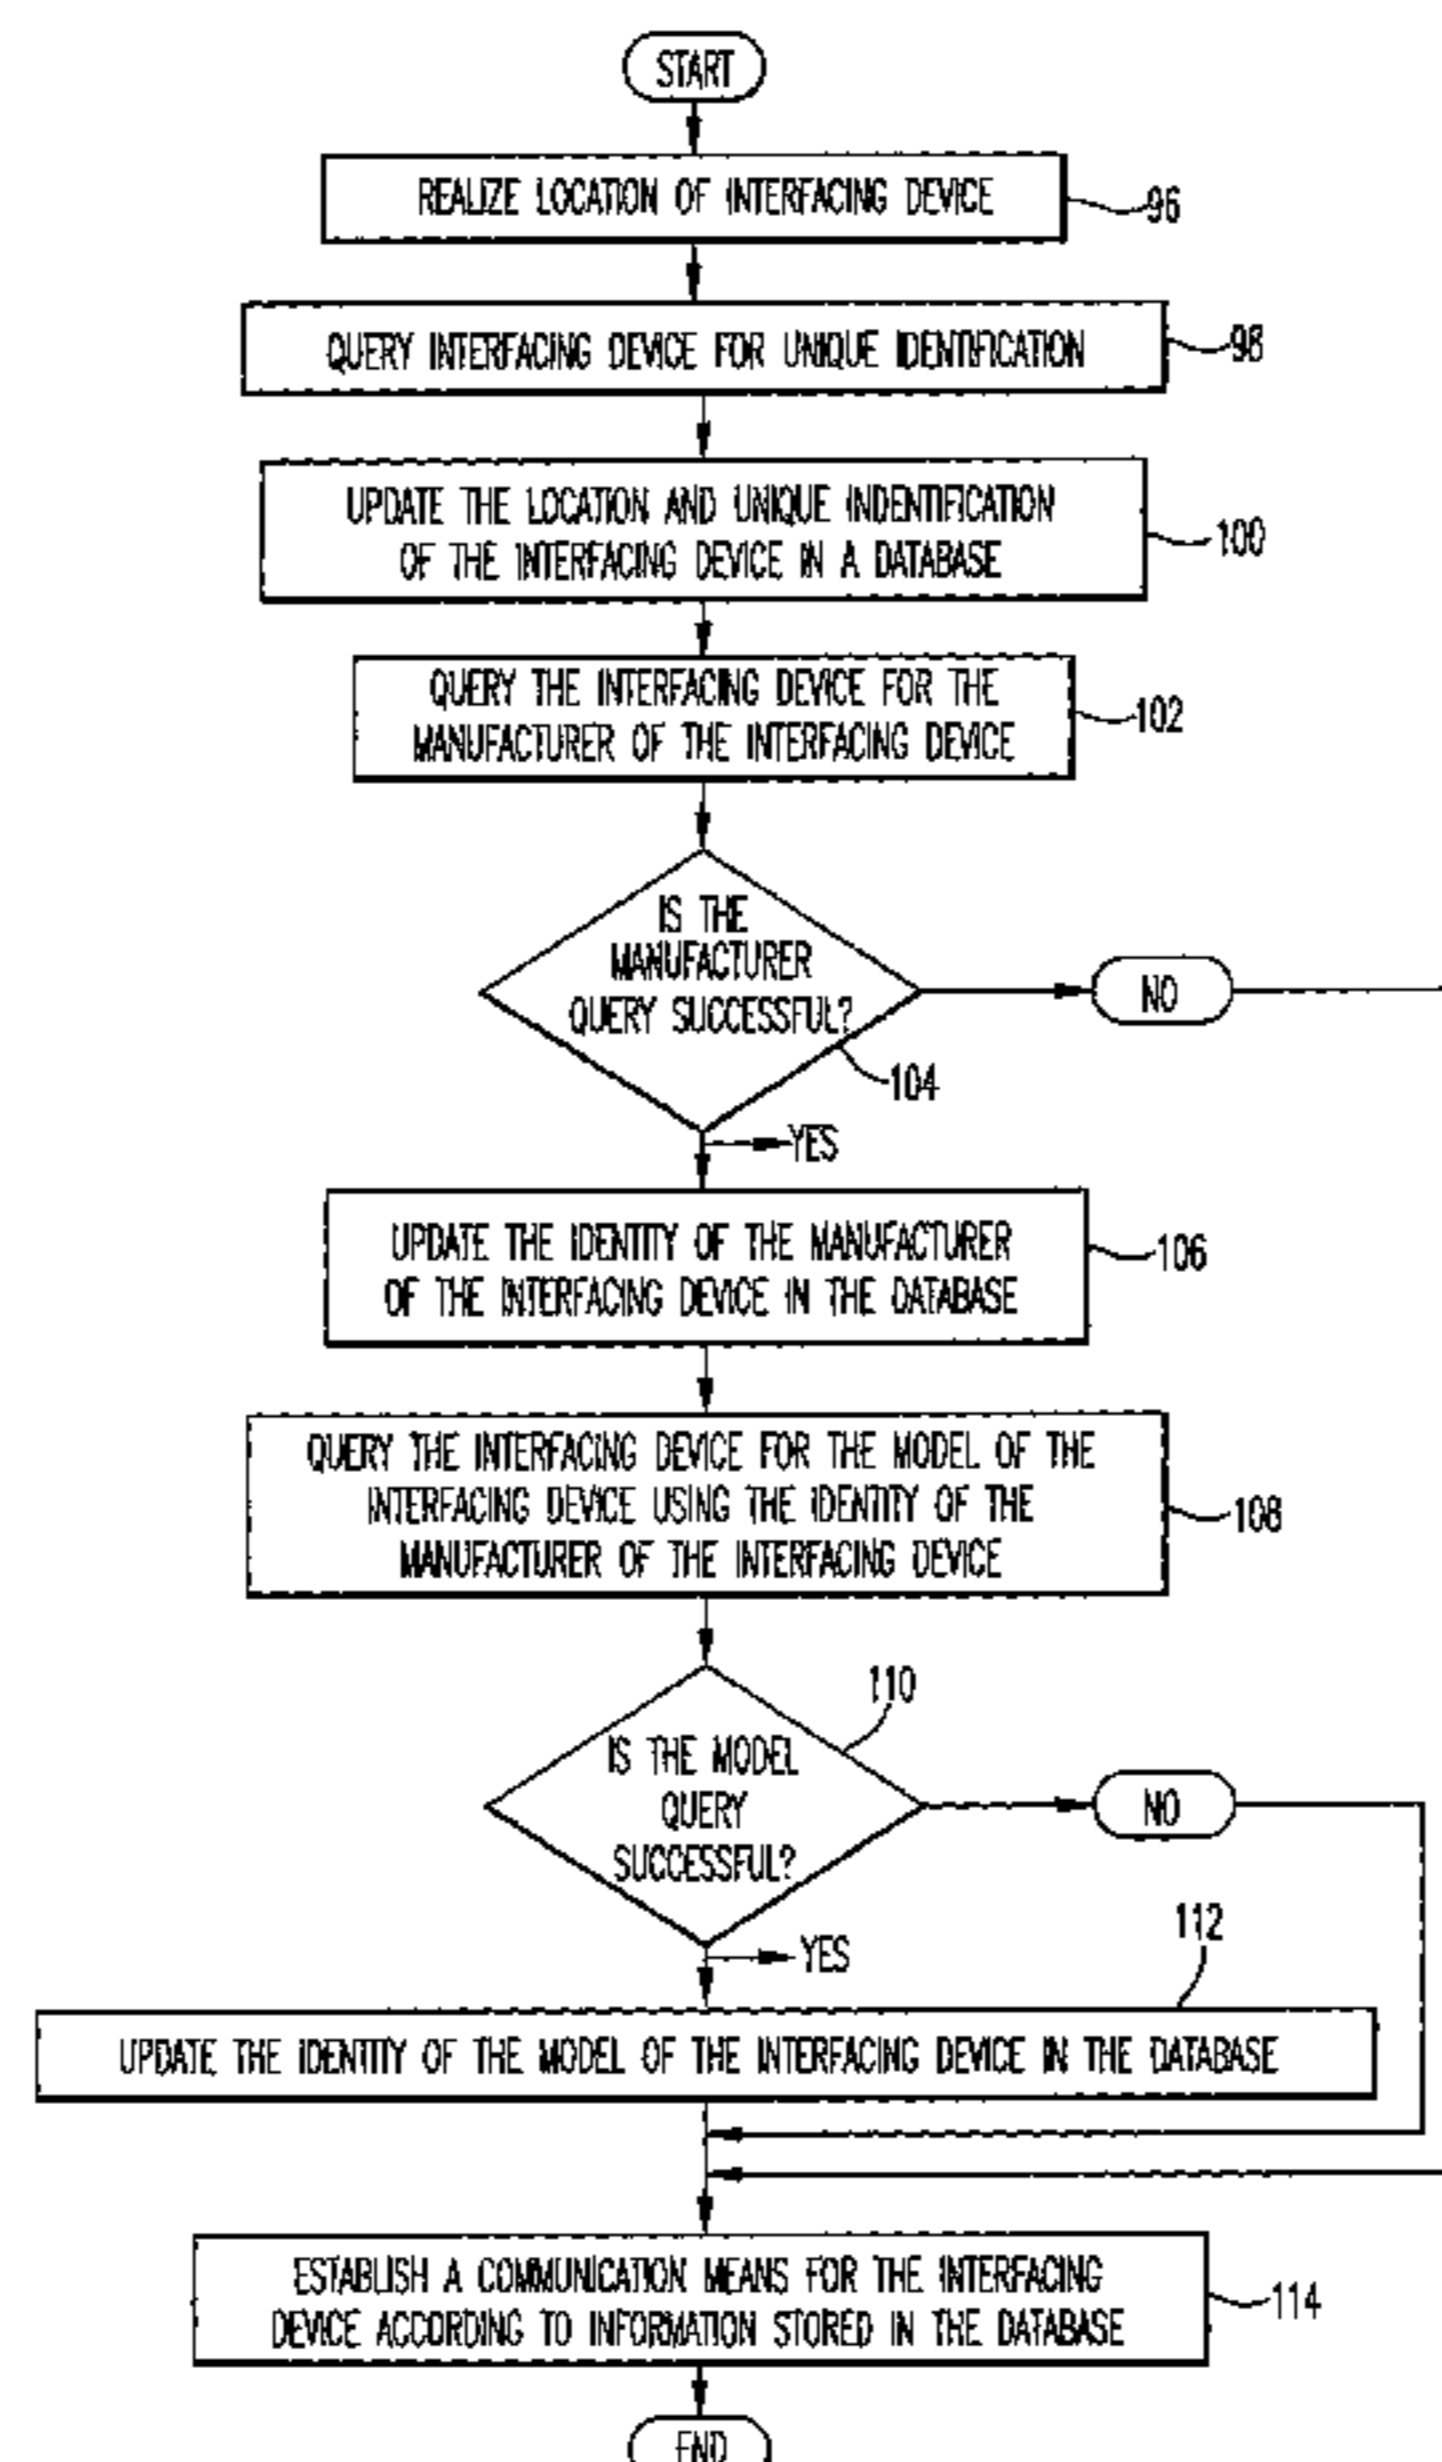 START
REALIZE LOCATION OF INTERFACING DEVICE
96
QUERY INTERFACING DEVICE FOR UNIQUE IDENTIFICATION
98
UPDATE THE LOCATION AND UNIQUE INDENTIFICATION
OF THE INTERFACING DEVICE IN A DATABASE
100
QUERY THE INTERFACING DEVICE FOR THE
MANUFACTURER OF THE INTERFACING DEVICE
102
IS THE
MANUFACTURER
QUERY SUCCESSFUL?
NO
104
YES
UPDATE THE IDENTITY OF THE MANUFACTURER
OF THE INTERFACING DEVICE IN THE DATABASE
106
QUERY THE INTERFACING DEVICE FOR THE MODEL OF THE
INTERFACING DEVICE USING THE IDENTITY OF THE
MANUFACTURER OF THE INTERFACING DEVICE
108
110
IS THE MODEL
QUERY
SUCCESSFUL?
NO
YES
112
UPDATE THE IDENTITY OF THE MODEL OF THE INTERFACING DEVICE IN THE DATABASE
ESTABLISH A COMMUNICATION MEANS FOR THE INTERFACING
DEVICE ACCORDING TO INFORMATION STORED IN THE DATABASE
114
END